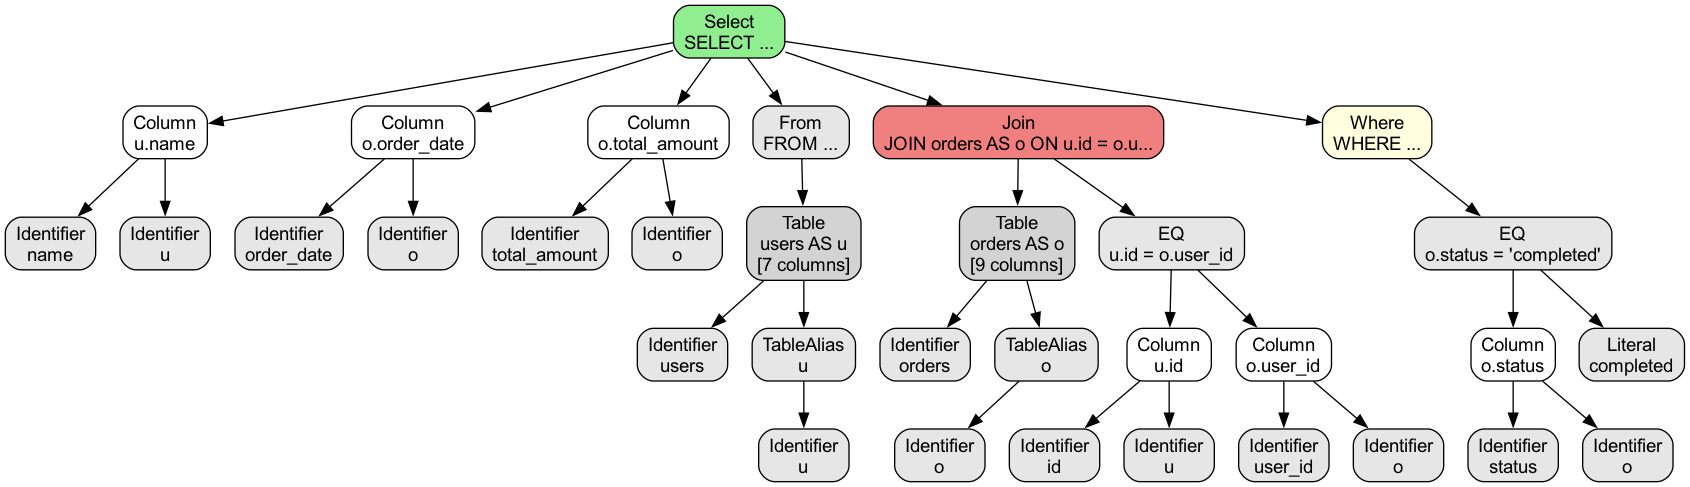 Select
SELECT ...
Column
u.name
Column
o.order_date
Column
o.total_amount
From
FROM ...
Join
JOIN orders AS o ON u.id = o.u...
Where
WHERE ...
Identifier
name
Identifier
u
Identifier
order_date
Identifier
o
Identifier
total_amount
Identifier
o
Table
users AS u
[7 columns]
Table
orders AS o
[9 columns]
EQ
u.id = o.user_id
EQ
o.status = 'completed'
Identifier
users
TableAlias
u
Identifier
orders
TableAlias
o
Column
u.id
Column
o.user_id
Column
o.status
Literal
completed
Identifier
u
Identifier
o
Identifier
id
Identifier
u
Identifier
user_id
Identifier
o
Identifier
status
Identifier
o